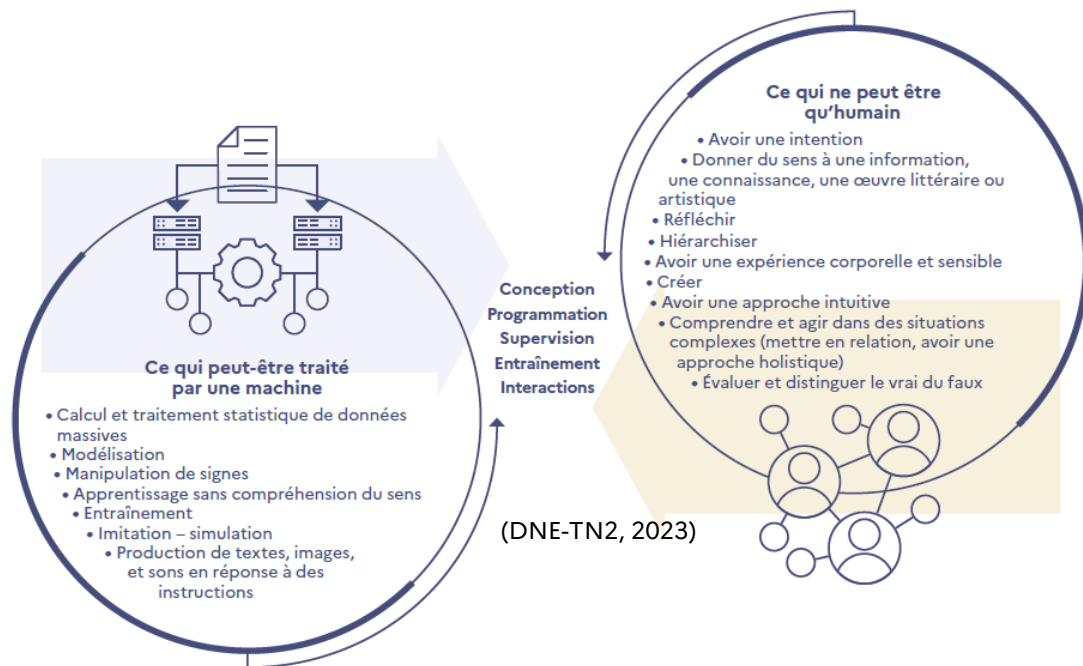 Ce qui peut-être traité
par une machine
• Calcul et traitement statistique de données
massives
• Modélisation
• Manipulation de signes
• Apprentissage sans compréhension du sens
• Entraînement
• Imitation – simulation
• Production de textes, images,
et sons en réponse à des
instructions
Conception
Programmation
Supervision
Entraînement
Interactions
(DNE-TN2, 2023)
Ce qui ne peut être
qu’humain
• Avoir une intention
• Donner du sens à une information,
une connaissance, une œuvre littéraire ou
artistique
• Réfléchir
• Hiérarchiser
• Avoir une expérience corporelle et sensible
• Créer
• Avoir une approche intuitive
• Comprendre et agir dans des situations
complexes (mettre en relation, avoir une
approche holistique)
• Évaluer et distinguer le vrai du faux